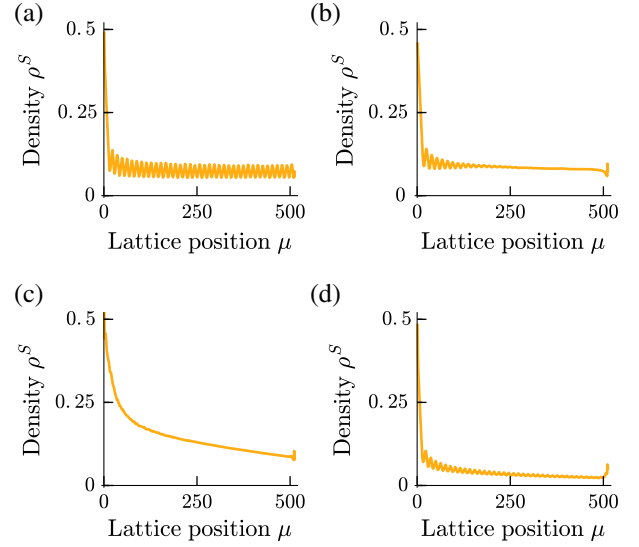 (a)
Density ρ^S
0.5
0.25
0
0 250 500
Lattice position μ
(b)
Density ρ^S
0.5
0.25
0
0 250 500
Lattice position μ
(c)
Density ρ^S
0.5
0.25
0
0 250 500
Lattice position μ
(d)
Density ρ^S
0.5
0.25
0
0 250 500
Lattice position μ